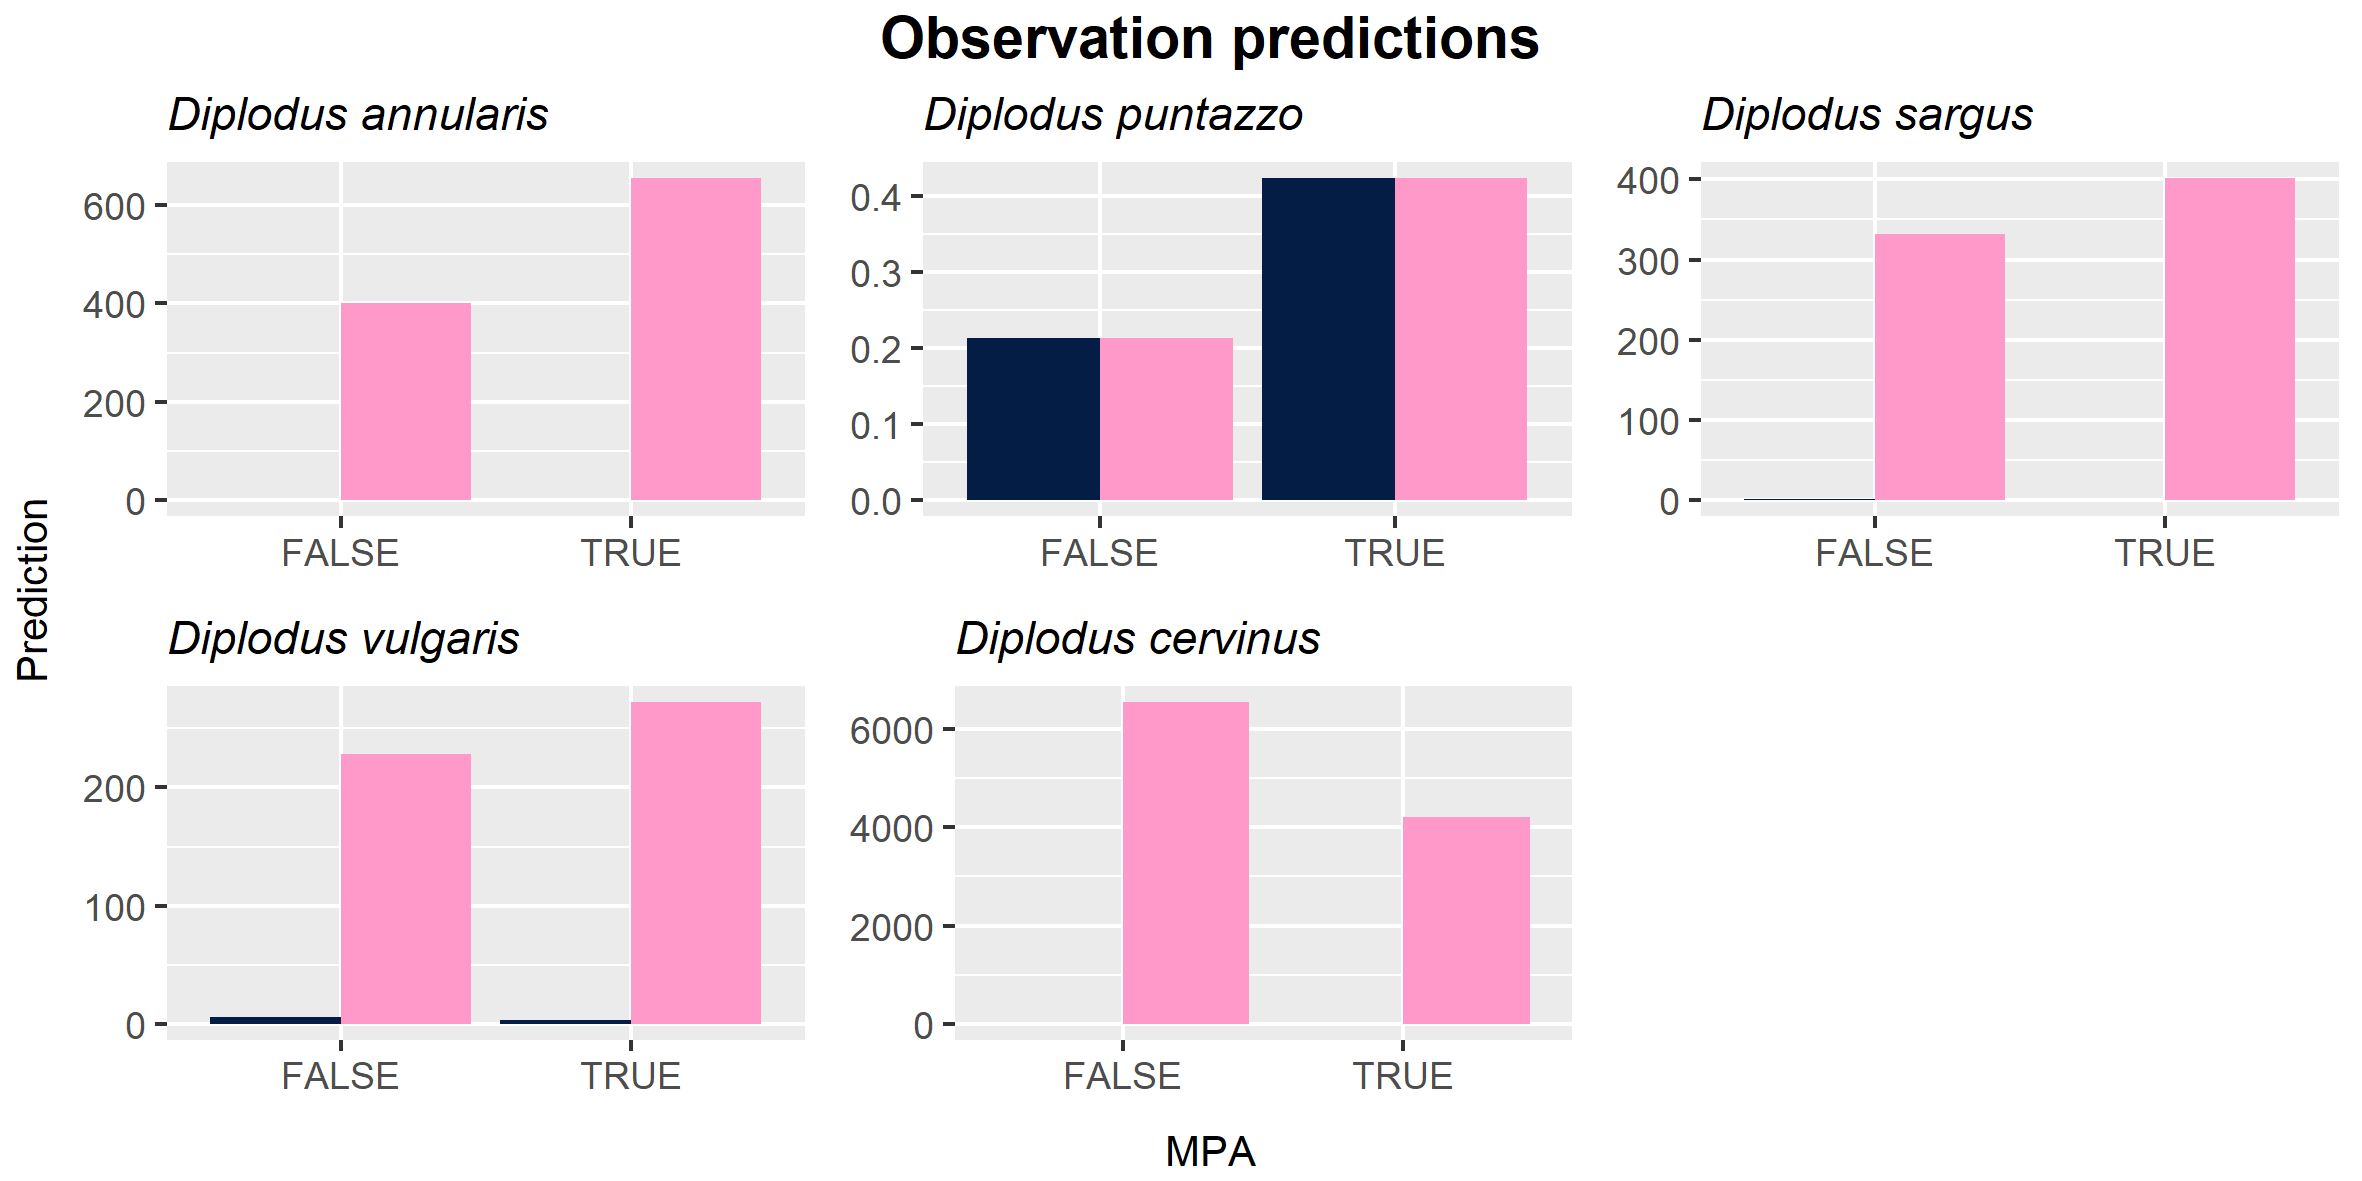 Observation predictions
Diplodus annularis
600
400
200
0
FALSE TRUE
Diplodus puntazzo
0.4
0.3
0.2
0.1
0.0
FALSE TRUE
Diplodus sargus
400
300
200
100
0
FALSE TRUE
Prediction
Diplodus vulgaris
200
100
0
FALSE TRUE
Diplodus cervinus
6000
4000
2000
0
FALSE TRUE
MPA